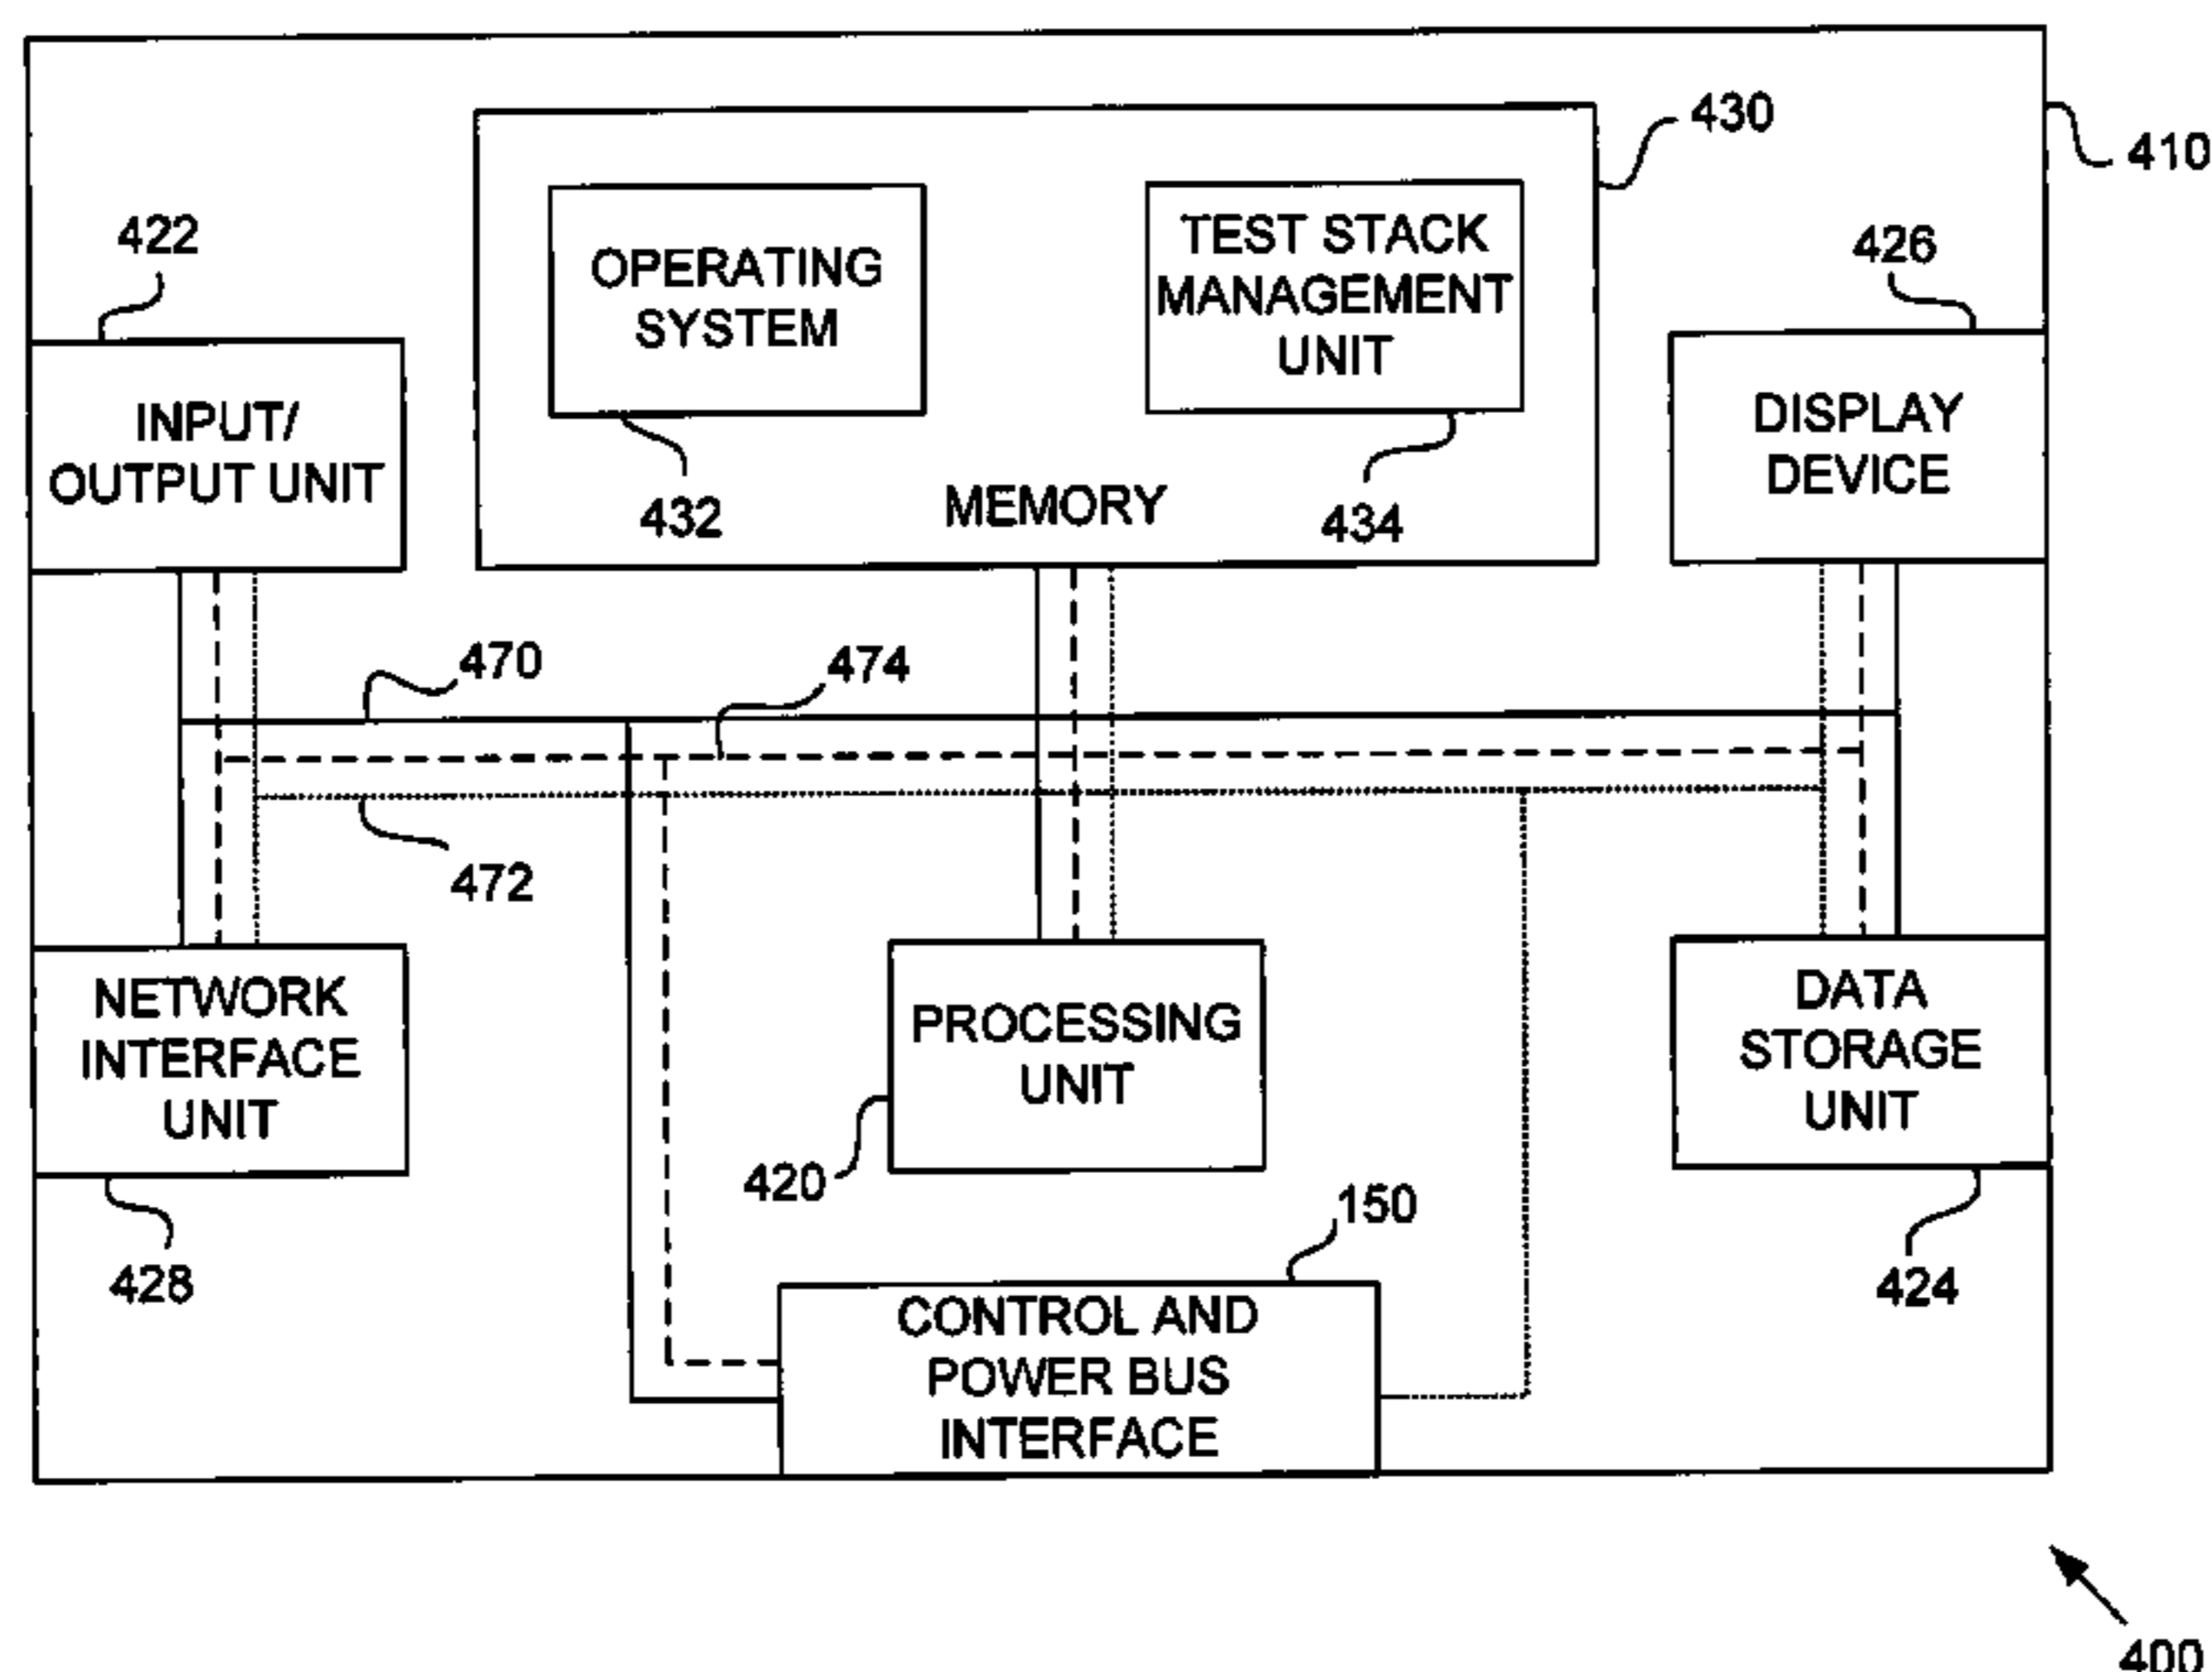 430
410
422
OPERATING
SYSTEM
TEST STACK
MANAGEMENT
UNIT
426
INPUT/
OUTPUT UNIT
DISPLAY
DEVICE
432
MEMORY
434
470
474
472
NETWORK
INTERFACE
UNIT
PROCESSING
UNIT
DATA
STORAGE
UNIT
420
150
428
424
CONTROL AND
POWER BUS
INTERFACE
400